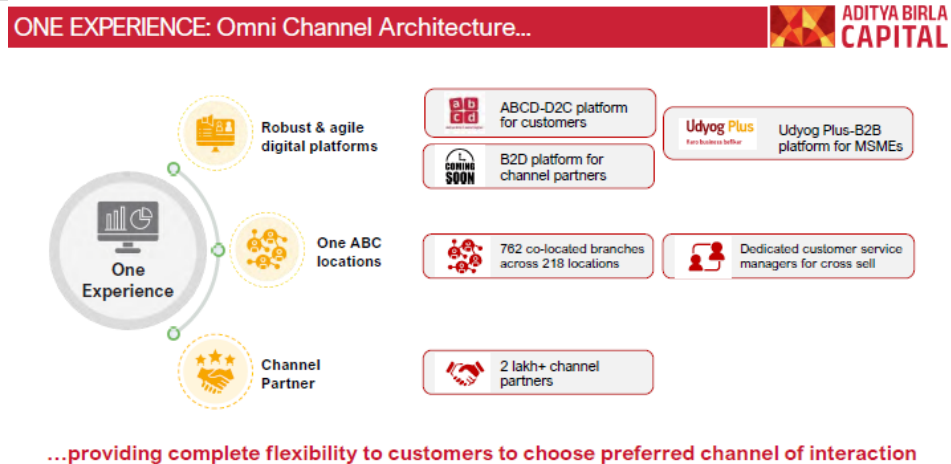 ONE EXPERIENCE: Omni Channel Architecture...
ADITYA BIRLA
CAPITAL
Robust & agile
digital platforms
a b
c d
ABCD-D2C platform
for customers
Udyog Plus
Udyog Plus-B2B
platform for MSMEs
COMING
SOON
B2D platform for
channel partners
One
Experience
One ABC
locations
762 co-located branches
across 218 locations
Dedicated customer service
managers for cross sell
Channel
Partner
2 lakh+ channel
partners
...providing complete flexibility to customers to choose preferred channel of interaction